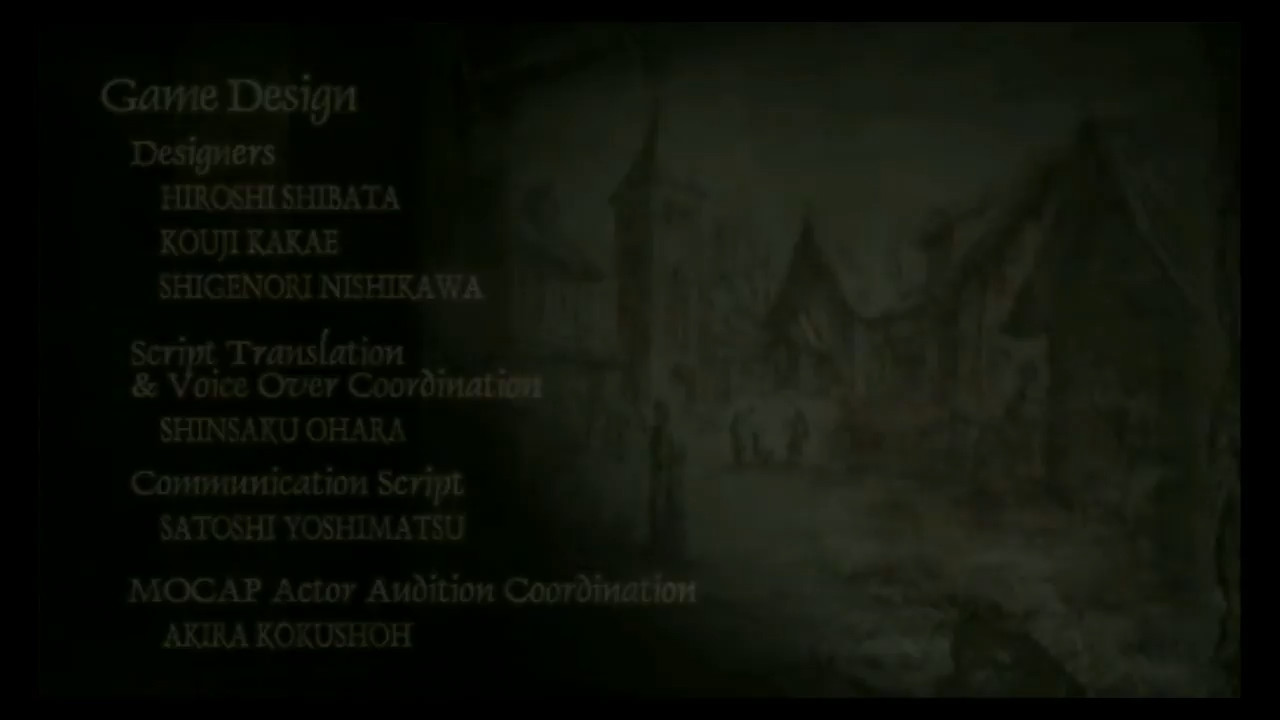 Game Design
Designers
HIROSHI SHIBATA
KOUJI KAKAE
SHIGENORI NISHIKAWA
Script Translation
& Voice Over Coordination
SHINSAKU OHARA
Communication Script
SATOSHI YOSHIMATSU
MOCAP Actor Audition Coordination
AKIRA KOKUSHOH